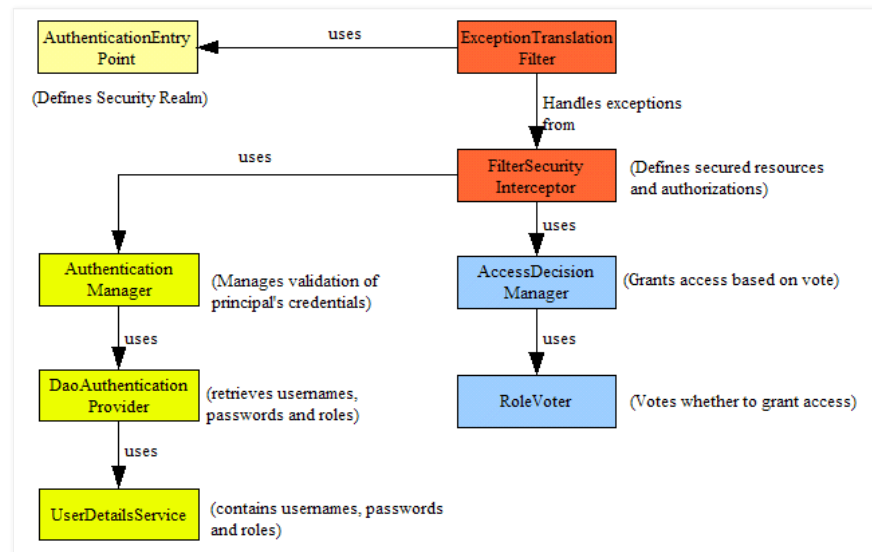 AuthenticationEntry
Point
uses
ExceptionTranslation
Filter
(Defines Security Realm)
Handles exceptions
from
uses
FilterSecurity
Interceptor
(Defines secured resources
and authorizations)
uses
Authentication
Manager
(Manages validation of
principal's credentials)
AccessDecision
Manager
(Grants access based on vote)
uses
uses
DaoAuthentication
Provider
(retrieves usernames,
passwords and roles)
RoleVoter
(Votes whether to grant access)
uses
UserDetailsService
(contains usernames, passwords
and roles)